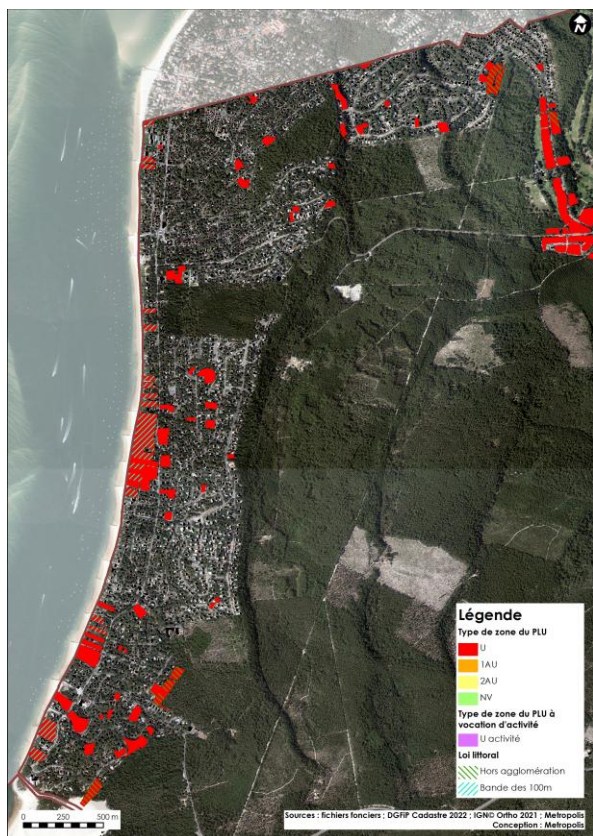 N
Légende
Type de zone du PLU
U
1AU
2AU
NV
Type de zone du PLU à
vocation d'activité
U activité
Loi littoral
Hors agglomération
Bande des 100m
0 250 500 m
Sources : fichiers fonciers ; DGFiP Cadastre 2022 ; IGN© Ortho 2021 ; Metropolis
Conception : Metropolis